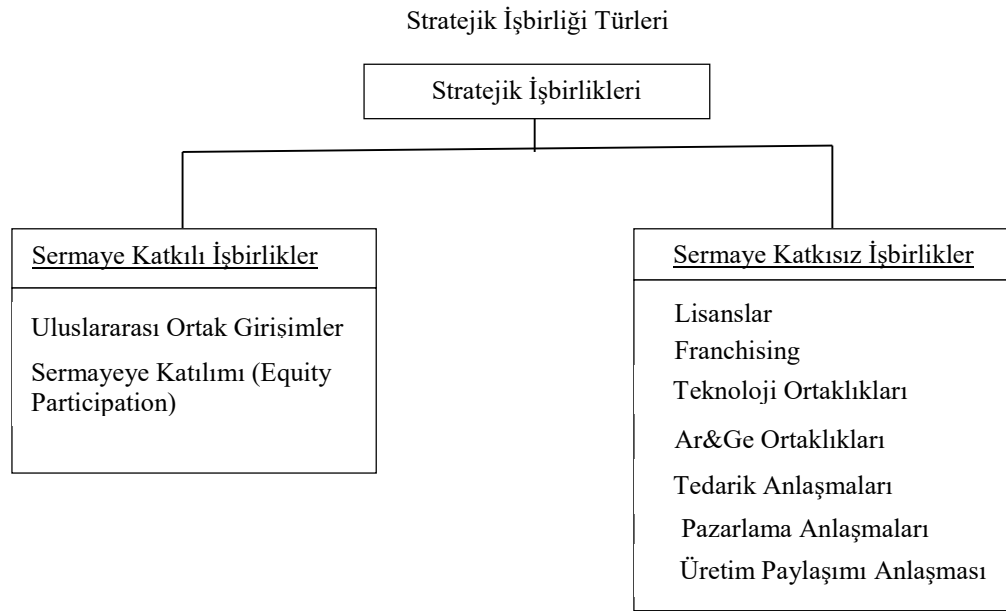 Stratejik İşbirliği Türleri
Stratejik İşbirlikleri
Sermaye Katkılı İşbirlikler
Uluslararası Ortak Girişimler
Sermayeye Katılımı (Equity
Participation)
Sermaye Katkısız İşbirlikler
Lisanslar
Franchising
Teknoloji Ortaklıkları
Ar&Ge Ortaklıkları
Tedarik Anlaşmaları
Pazarlama Anlaşmaları
Üretim Paylaşımı Anlaşması